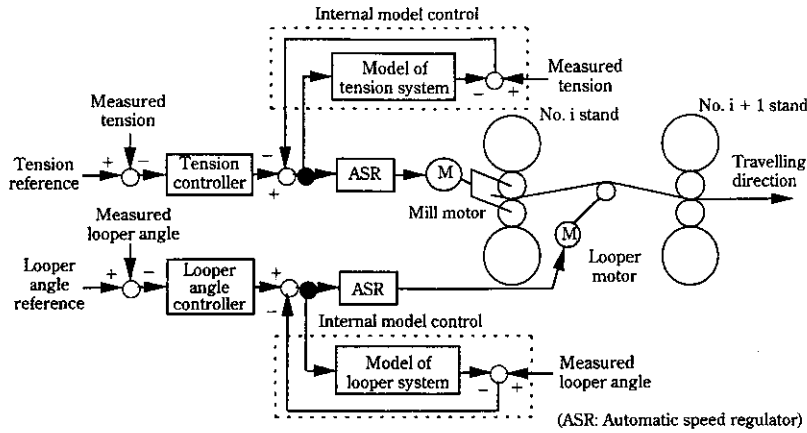 Internal model control
Model of
tension system
−
+
Measured
tension
No. i stand
No. i + 1 stand
Measured
tension
Tension
reference
+
−
Tension
controller
−
+
ASR
M
Mill motor
Travelling
direction
Measured
looper angle
Looper
angle
reference
+
−
Looper
angle
controller
+
−
ASR
M
Looper
motor
Internal model control
Model of
looper system
−
+
Measured
looper angle
(ASR: Automatic speed regulator)